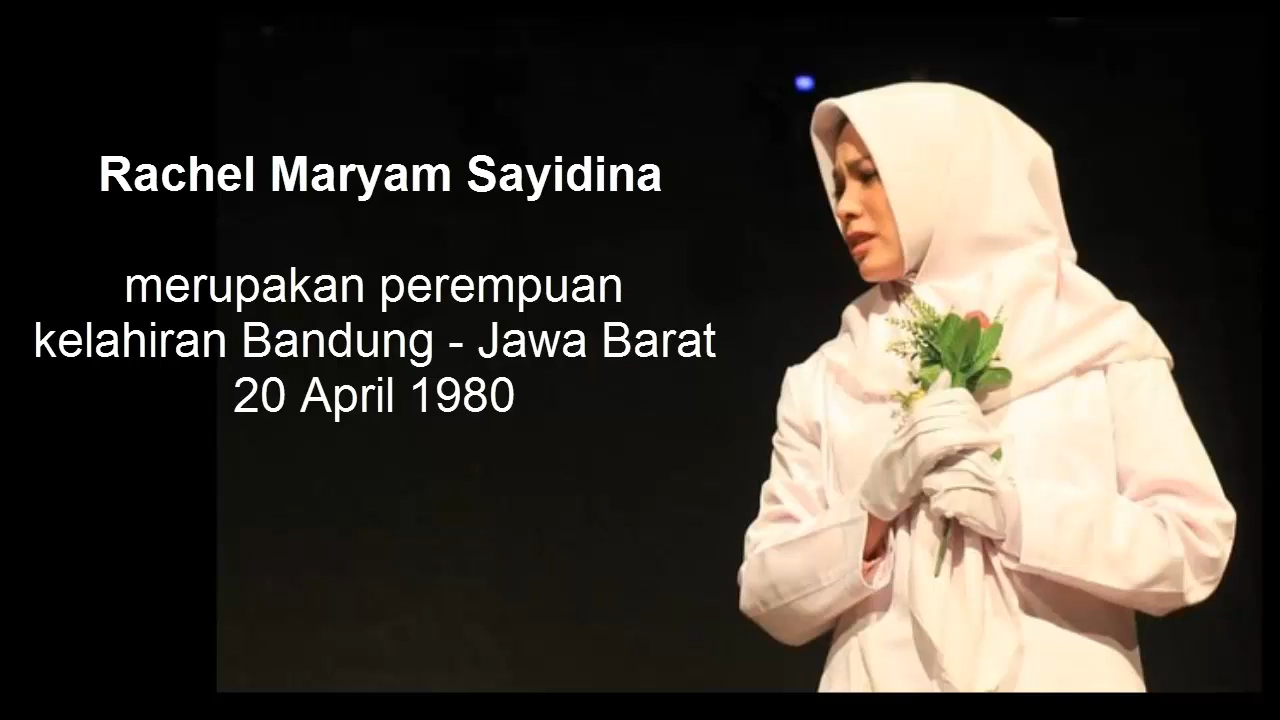 Rachel Maryam Sayidina
merupakan perempuan
kelahiran Bandung - Jawa Barat
20 April 1980